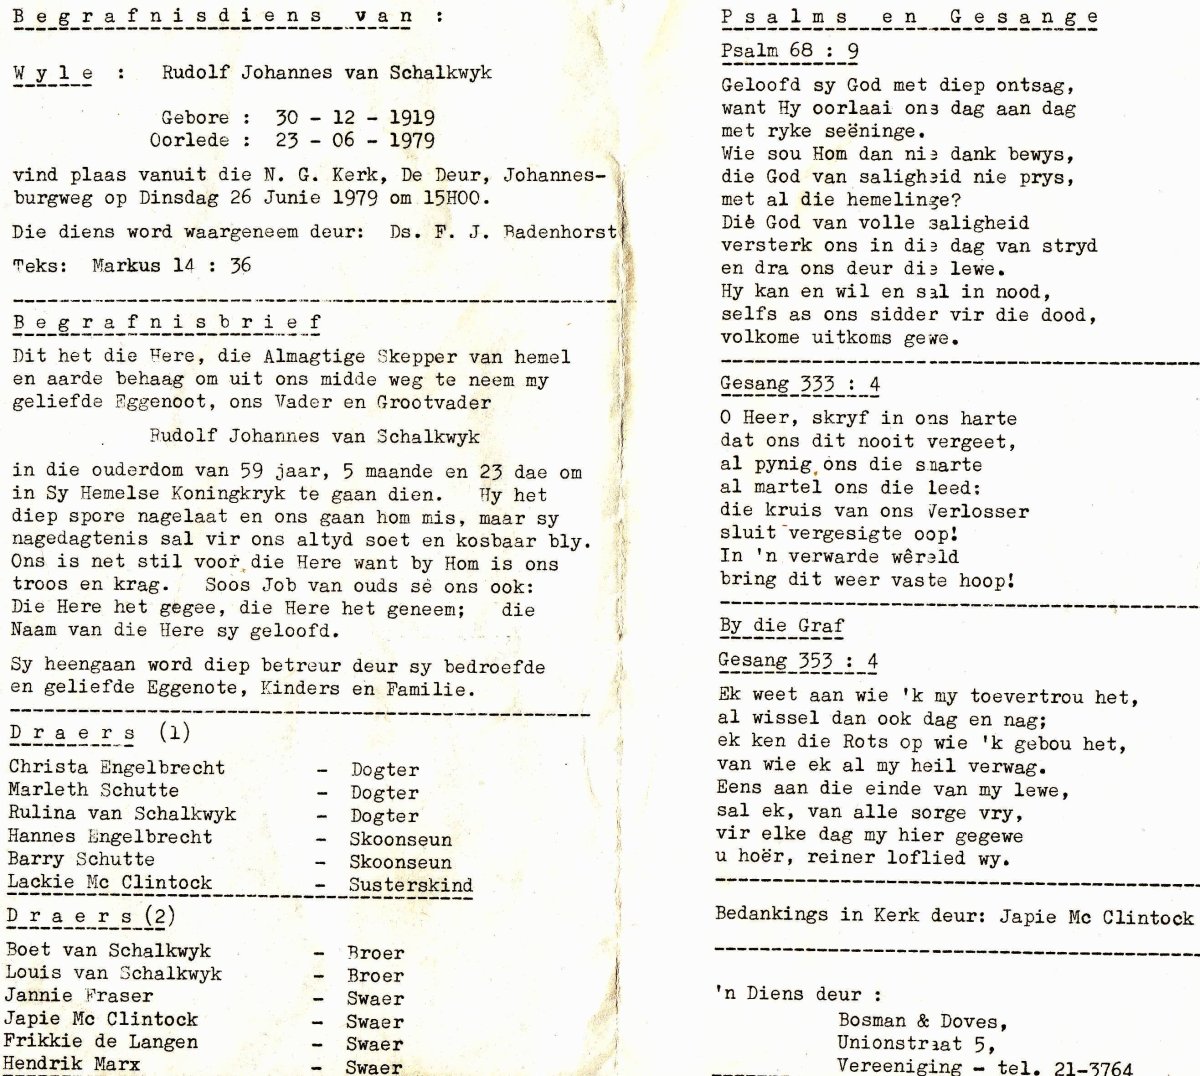 B e g r a f n i s d i e n s   v a n :
W y l e : Rudolf Johannes van Schalkwyk
Gebore : 30 - 12 - 1919
Oorlede : 23 - 06 - 1979
vind plaas vanuit die N. G. Kerk, De Deur, Johannes-
burgweg op Dinsdag 26 Junie 1979 om 15H00.
Die diens word waargeneem deur: Ds. F. J. Badenhorst
Teks: Markus 14 : 36
B e g r a f n i s b r i e f
Dit het die Here, die Almagtige Skepper van hemel
en aarde behaag om uit ons midde weg te neem my
geliefde Eggenoot, ons Vader en Grootvader
Rudolf Johannes van Schalkwyk
in die ouderdom van 59 jaar, 5 maande en 23 dae om
in Sy Hemelse Koningkryk te gaan dien. Hy het
diep spore nagelaat en ons gaan hom mis, maar sy
nagedagtenis sal vir ons altyd soet en kosbaar bly.
Ons is net stil voor die Here want by Hom is ons
troos en krag. Soos Job van ouds sê ons ook:
Die Here het gegee, die Here het geneem; die
Naam van die Here sy geloofd.
Sy heengaan word diep betreur deur sy bedroefde
en geliefde Eggenote, Kinders en Familie.
D r a e r s (1)
Christa Engelbrecht - Dogter
Marleth Schutte - Dogter
Rulina van Schalkwyk - Dogter
Hannes Engelbrecht - Skoonseun
Barry Schutte - Skoonseun
Lackie Mc Clintock - Susterskind
D r a e r s (2)
Boet van Schalkwyk - Broer
Louis van Schalkwyk - Broer
Jannie Fraser - Swaer
Japie Mc Clintock - Swaer
Frikkie de Langen - Swaer
Hendrik Marx - Swaer
P s a l m s   e n   G e s a n g e
Psalm 68 : 9
Geloofd sy God met diep ontsag,
want Hy oorlaai ons dag aan dag
met ryke seëninge.
Wie sou Hom dan nie dank bewys,
die God van saligheid nie prys,
met al die hemelinge?
Dié God van volle saligheid
versterk ons in die dag van stryd
en dra ons deur die lewe.
Hy kan en wil en sal in nood,
selfs as ons sidder vir die dood,
volkome uitkoms gewe.
Gesang 333 : 4
O Heer, skryf in ons harte
dat ons dit nooit vergeet,
al pynig ons die smarte
al martel ons die leed:
die kruis van ons Verlosser
sluit vergesigte oop!
In 'n verwarde wêreld
bring dit weer vaste hoop!
By die Graf
Gesang 353 : 4
Ek weet aan wie 'k my toevertrou het,
al wissel dan ook dag en nag;
ek ken die Rots op wie 'k gebou het,
van wie ek al my heil verwag.
Eens aan die einde van my lewe,
sal ek, van alle sorge vry,
vir elke dag my hier gegewe
u hoër, reiner loflied wy.
Bedankings in Kerk deur: Japie Mc Clintock
'n Diens deur :
Bosman & Doves,
Unionstraat 5,
Vereeniging - tel. 21-3764